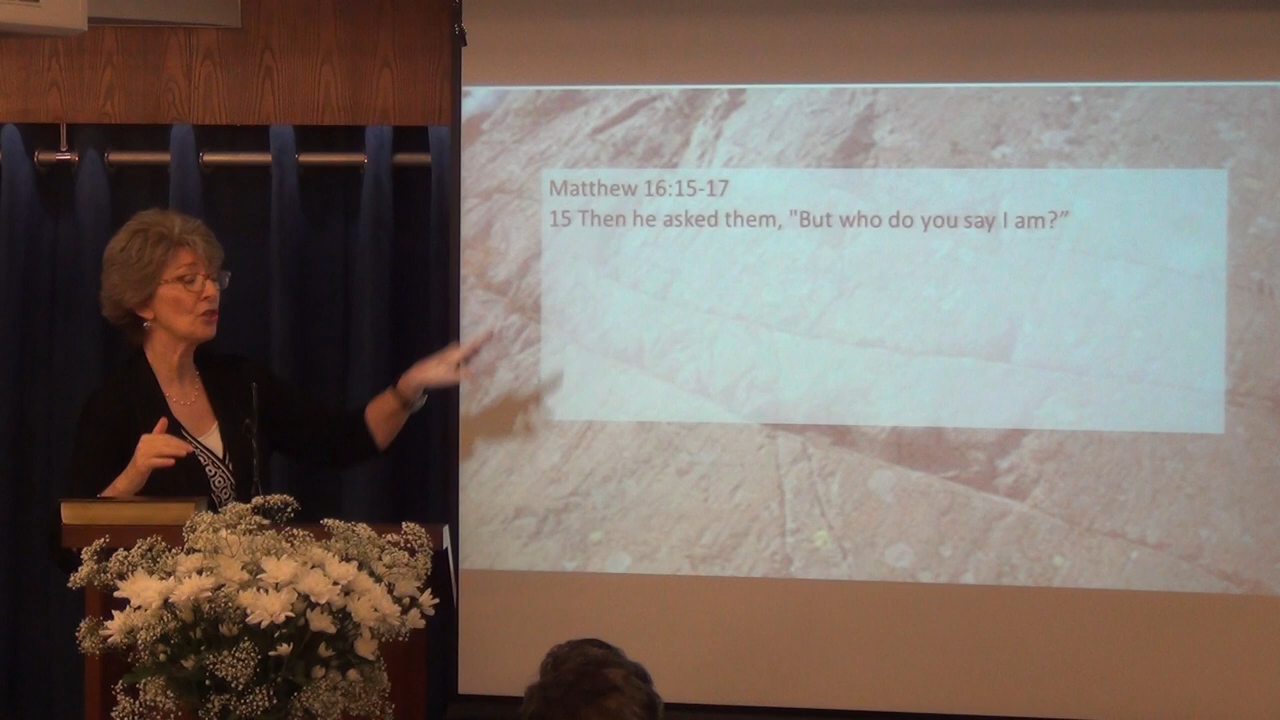 Matthew 16:15-17
15 Then he asked them, "But who do you say I am?”